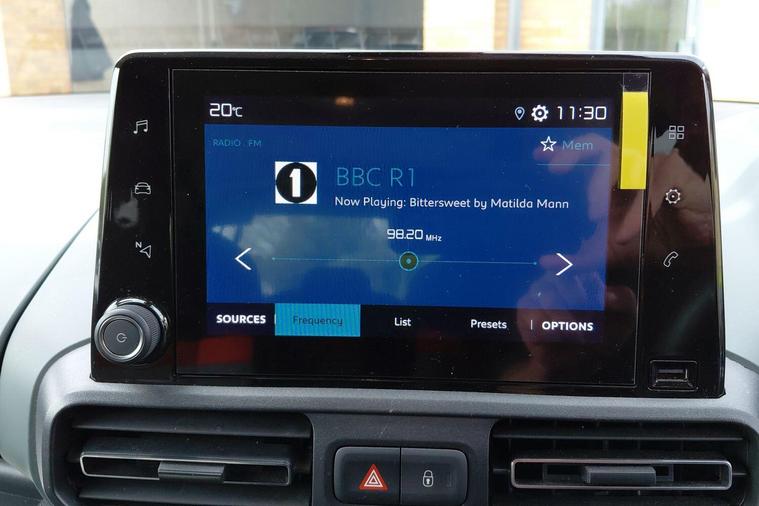 20°C 11:30
RADIO . FM
Mem
1 BBC R1
Now Playing: Bittersweet by Matilda Mann
98.20 MHz
N
SOURCES Frequency List Presets OPTIONS